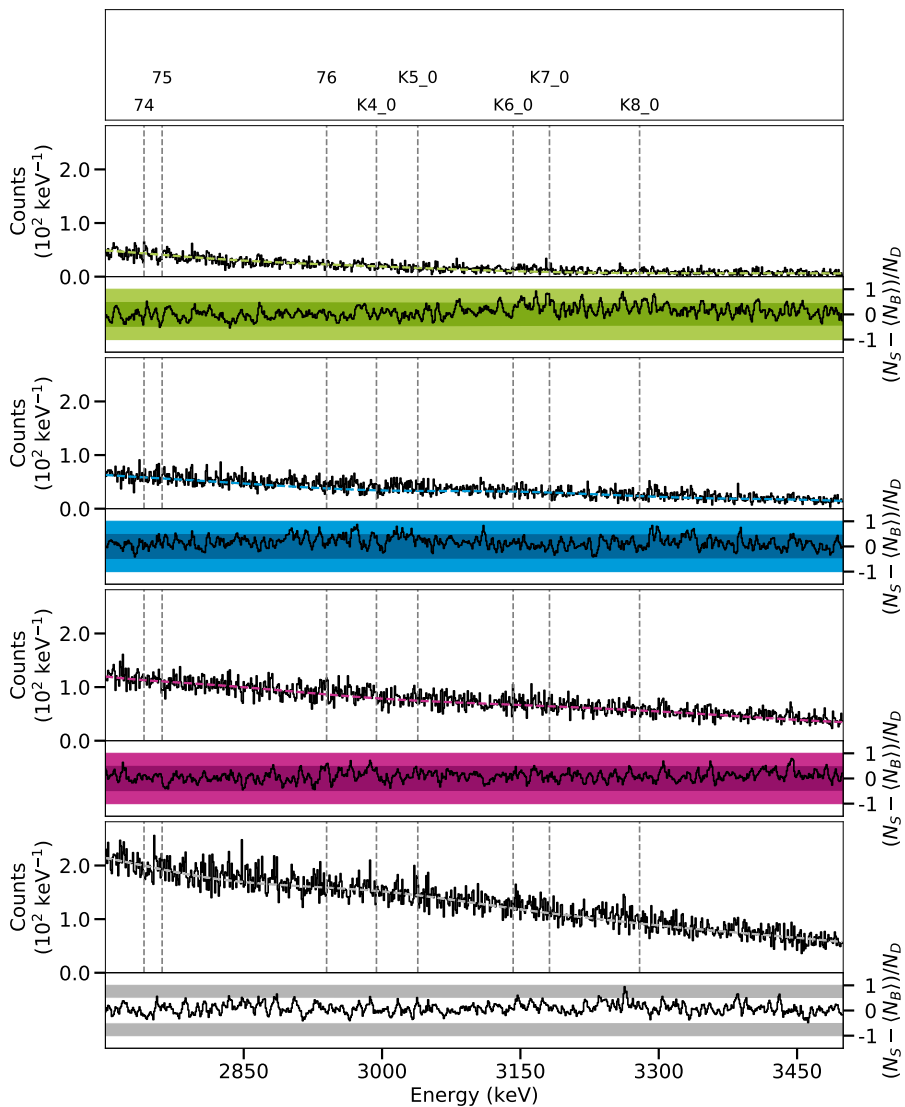 75 76 K5_0 K7_0
74 K4_0 K6_0 K8_0
Counts
(10² keV⁻¹)
2.0
1.0
0.0
1
0
-1
(N_S − ⟨N_B⟩)/N_D
Counts
(10² keV⁻¹)
2.0
1.0
0.0
1
0
-1
(N_S − ⟨N_B⟩)/N_D
Counts
(10² keV⁻¹)
2.0
1.0
0.0
1
0
-1
(N_S − ⟨N_B⟩)/N_D
Counts
(10² keV⁻¹)
2.0
1.0
0.0
1
0
-1
(N_S − ⟨N_B⟩)/N_D
2850 3000 3150 3300 3450
Energy (keV)